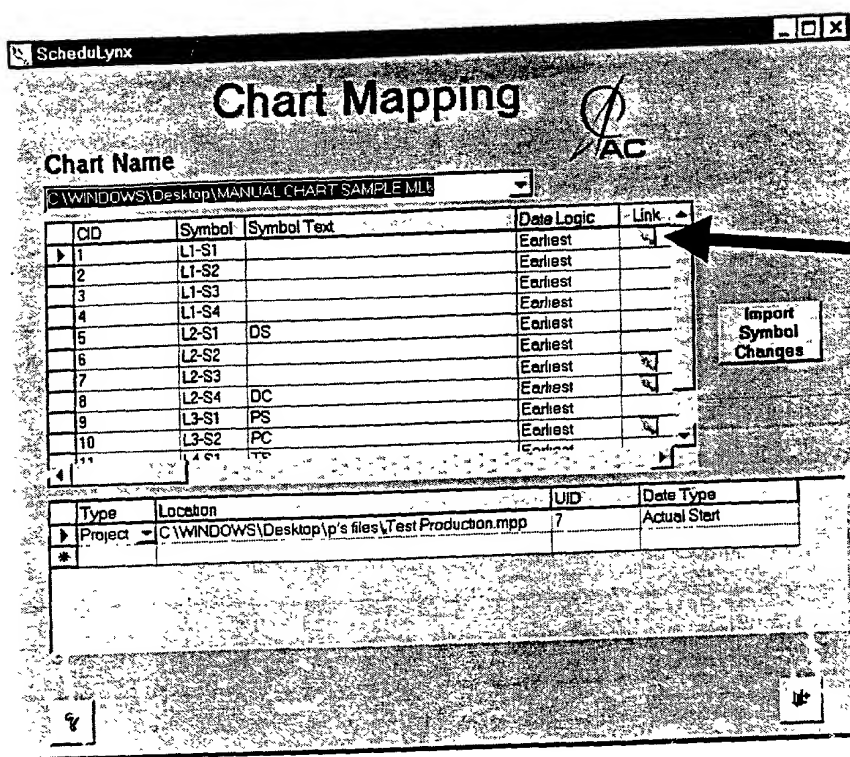 ScheduLynx
Chart Mapping
AC
Chart Name
C:\WINDOWS\Desktop\MANUAL CHART SAMPLE
CID Symbol Symbol Text Date Logic Link
1 L1-S1 Earliest
2 L1-S2 Earliest
3 L1-S3 Earliest
4 L1-S4 Earliest
5 L2-S1 DS Earliest
6 L2-S2 Earliest
7 L2-S3 Earliest
8 L2-S4 DC Earliest
9 L3-S1 PS Earliest
10 L3-S2 PC Earliest
11 L4-S1 Earliest
Import
Symbol
Changes
Type Location UID Date Type
Project C:\WINDOWS\Desktop\p's files\Test Production.mpp 7 Actual Start